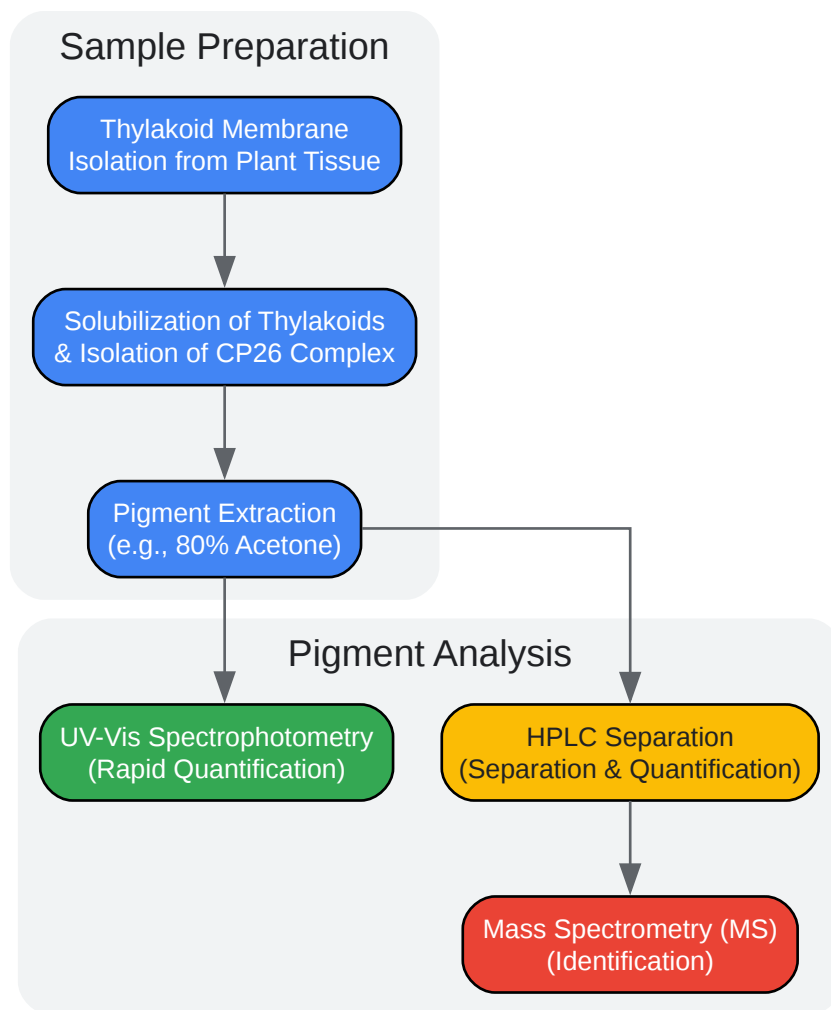 Sample Preparation
Thylakoid Membrane
Isolation from Plant Tissue
Solubilization of Thylakoids
& Isolation of CP26 Complex
Pigment Extraction
(e.g., 80% Acetone)
Pigment Analysis
UV-Vis Spectrophotometry
(Rapid Quantification)
HPLC Separation
(Separation & Quantification)
Mass Spectrometry (MS)
(Identification)